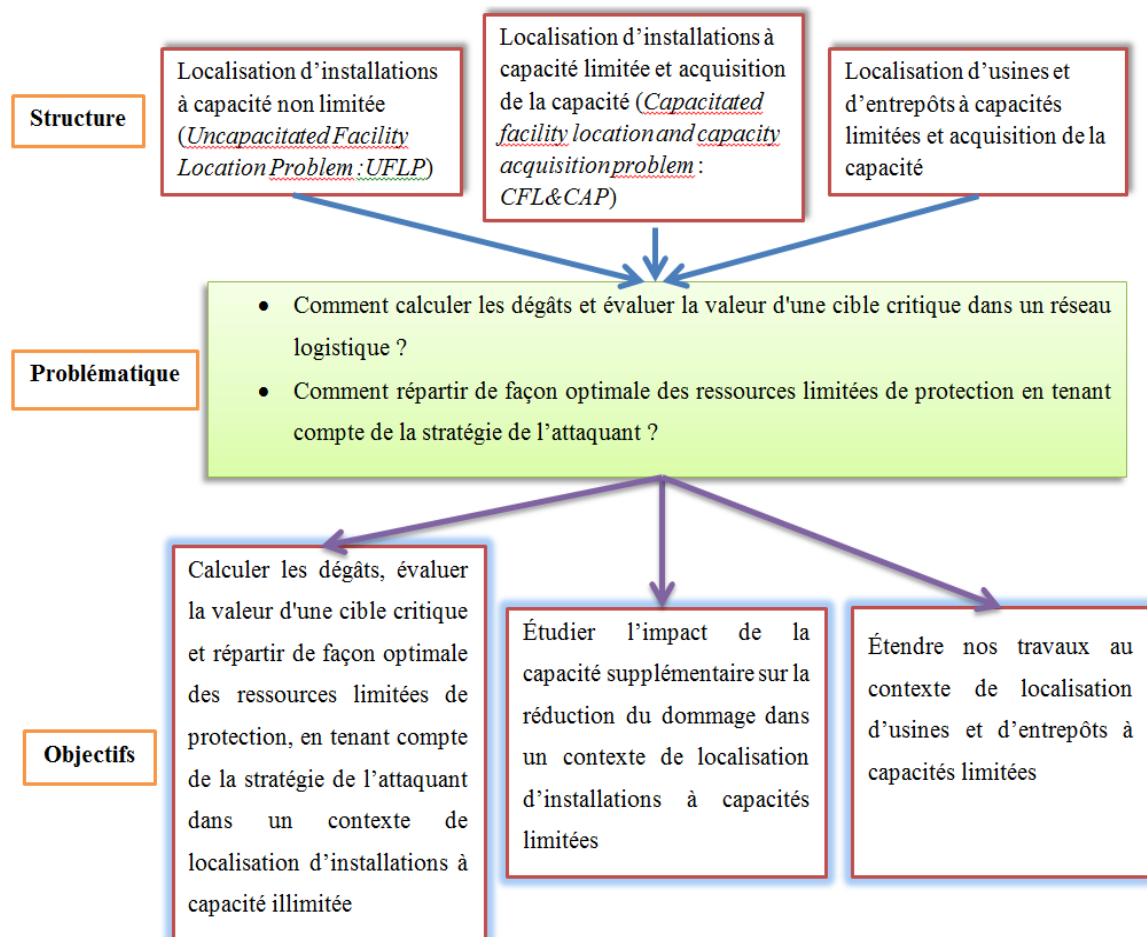 Structure
Localisation d'installations
à capacité non limitée
(Uncapacitated Facility
Location Problem : UFLP)
Localisation d'installations à
capacité limitée et acquisition
de la capacité (Capacitated
facility location and capacity
acquisition problem :
CFL&CAP)
Localisation d'usines et
d'entrepôts à capacités
limitées et acquisition de la
capacité
Problématique
• Comment calculer les dégâts et évaluer la valeur d'une cible critique dans un réseau
logistique ?
• Comment répartir de façon optimale des ressources limitées de protection en tenant
compte de la stratégie de l'attaquant ?
Objectifs
Calculer les dégâts, évaluer
la valeur d'une cible critique
et répartir de façon optimale
des ressources limitées de
protection, en tenant compte
de la stratégie de l'attaquant
dans un contexte de
localisation d'installations à
capacité illimitée
Étudier l'impact de la
capacité supplémentaire sur la
réduction du dommage dans
un contexte de localisation
d'installations à capacités
limitées
Étendre nos travaux au
contexte de localisation
d'usines et d'entrepôts à
capacités limitées